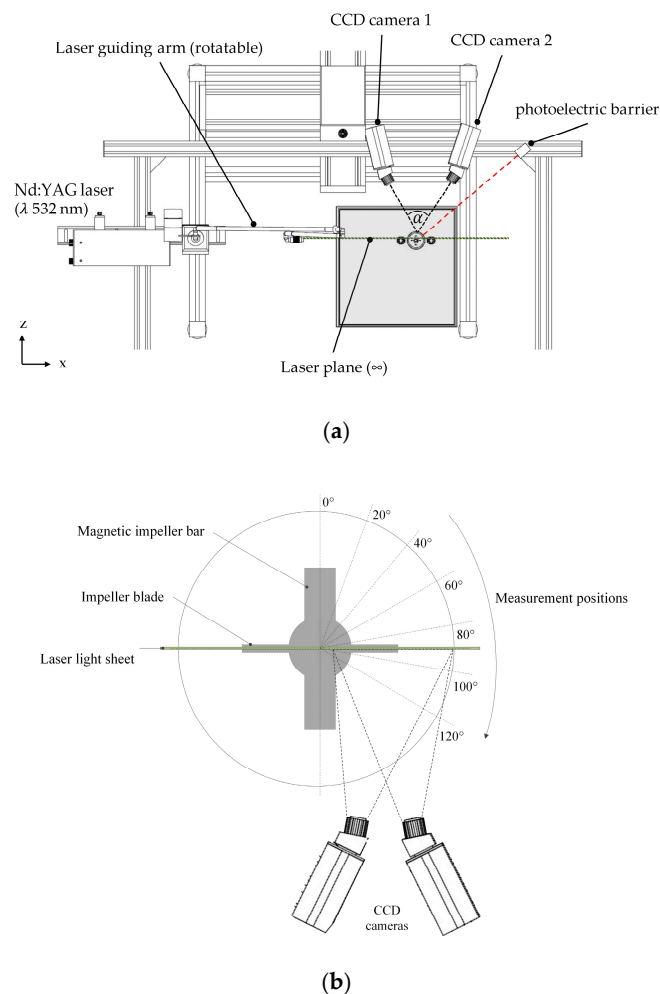 CCD camera 1
CCD camera 2
Laser guiding arm (rotatable)
photoelectric barrier
Nd:YAG laser
(λ 532 nm)
α
z
x
Laser plane (∞)
(a)
0°
20°
Magnetic impeller bar
40°
60°
Impeller blade
Measurement positions
80°
Laser light sheet
100°
120°
CCD
cameras
(b)